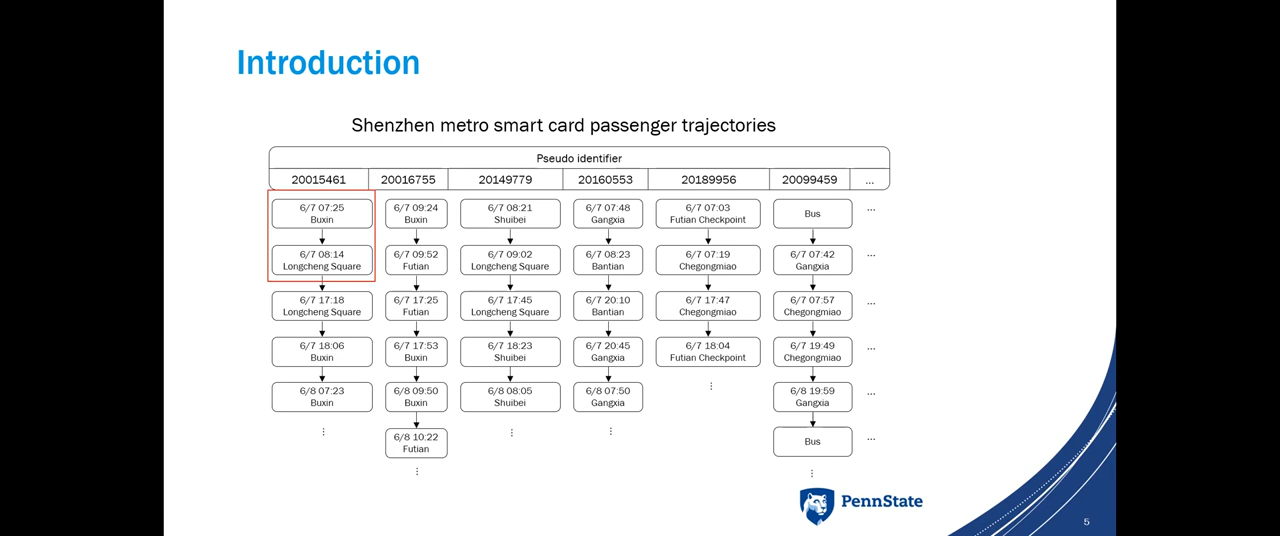 Introduction
Shenzhen metro smart card passenger trajectories
Pseudo identifier
20015461 20016755 20149779 20160553 20189956 20099459 ...
6/7 07:25 6/7 09:24 6/7 08:21 6/7 07:48 6/7 07:03 Bus ...
Buxin Buxin Shuibei Gangxia Futian Checkpoint
6/7 08:14 6/7 09:52 6/7 09:02 6/7 08:23 6/7 07:19 6/7 07:42 ...
Longcheng Square Futian Longcheng Square Bantian Chegongmiao Gangxia
6/7 17:18 6/7 17:25 6/7 17:45 6/7 20:10 6/7 17:47 6/7 07:57 ...
Longcheng Square Futian Longcheng Square Bantian Chegongmiao Chegongmiao
6/7 18:06 6/7 17:53 6/7 18:23 6/7 20:45 6/7 18:04 6/7 19:49 ...
Buxin Buxin Shuibei Gangxia Futian Checkpoint Chegongmiao
6/8 07:23 6/8 09:50 6/8 08:05 6/8 07:50 ⋮ 6/8 19:59 ...
Buxin Buxin Shuibei Gangxia Gangxia
⋮ 6/8 10:22 ⋮ ⋮ Bus ...
Futian
⋮ ⋮
PennState
5